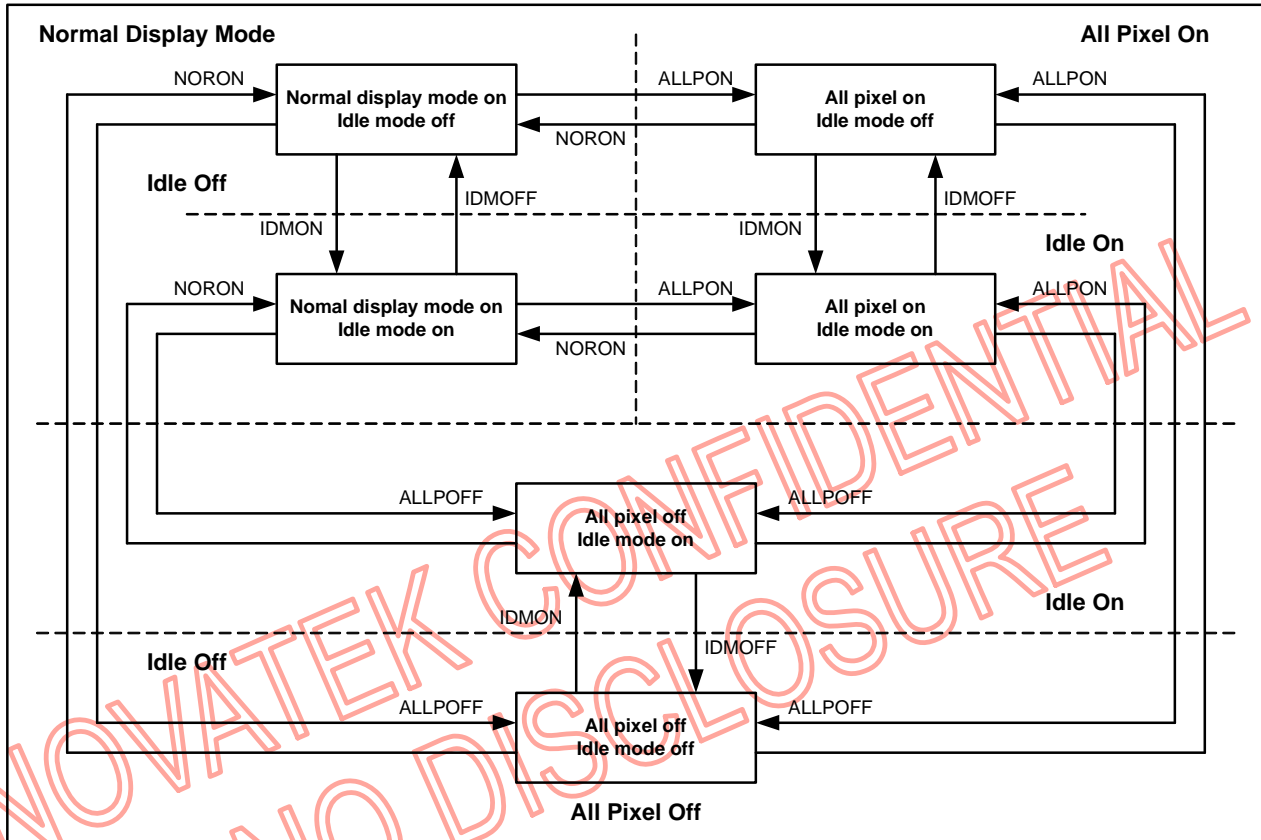 Normal Display Mode
All Pixel On
NORON
ALLPON
ALLPON
Normal display mode on
Idle mode off
All pixel on
Idle mode off
NORON
Idle Off
IDMOFF
IDMOFF
IDMON
IDMON
Idle On
NORON
ALLPON
ALLPON
Nomal display mode on
Idle mode on
All pixel on
Idle mode on
NORON
ALLPOFF
ALLPOFF
All pixel off
Idle mode on
IDMON
Idle On
IDMOFF
Idle Off
ALLPOFF
ALLPOFF
All pixel off
Idle mode off
All Pixel Off
NOVATEK CONFIDENTIAL
NO DISCLOSURE